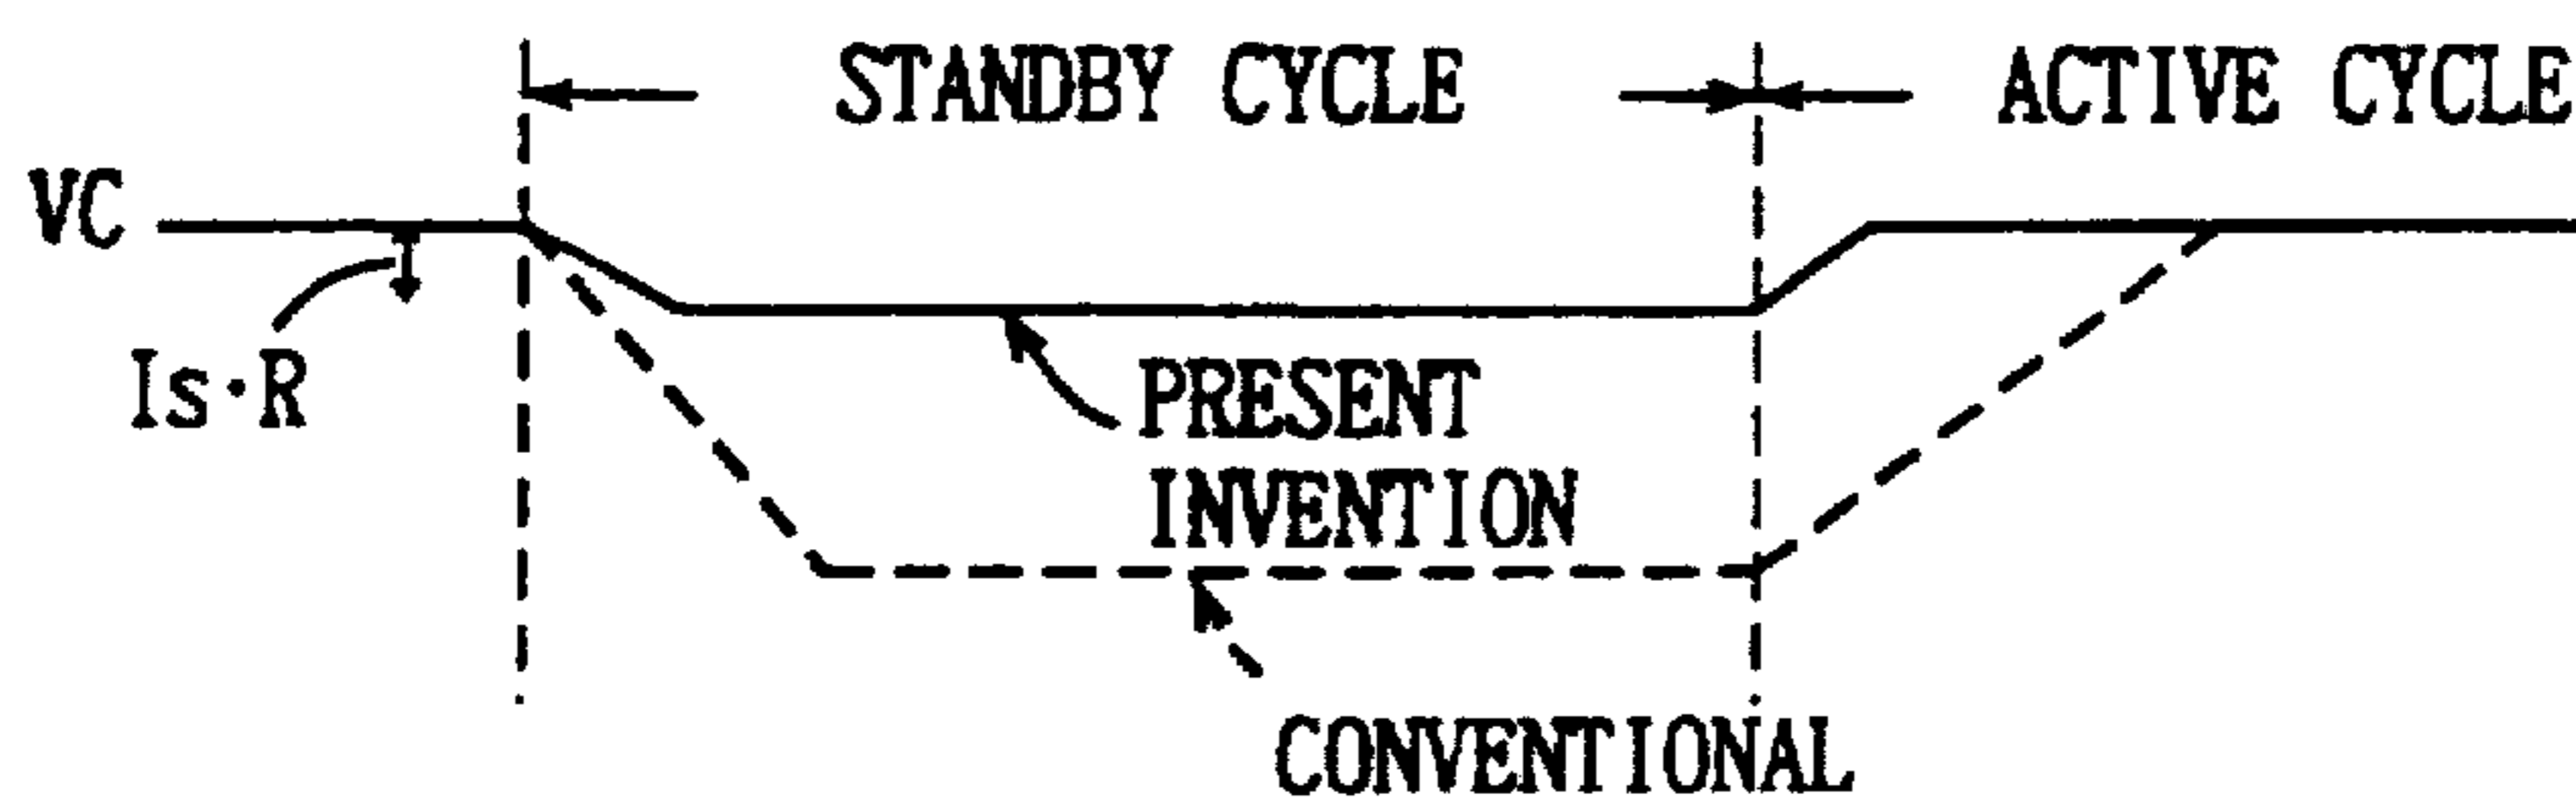 STANDBY CYCLE
ACTIVE CYCLE
VC
Is·R
PRESENT
INVENTION
CONVENTIONAL